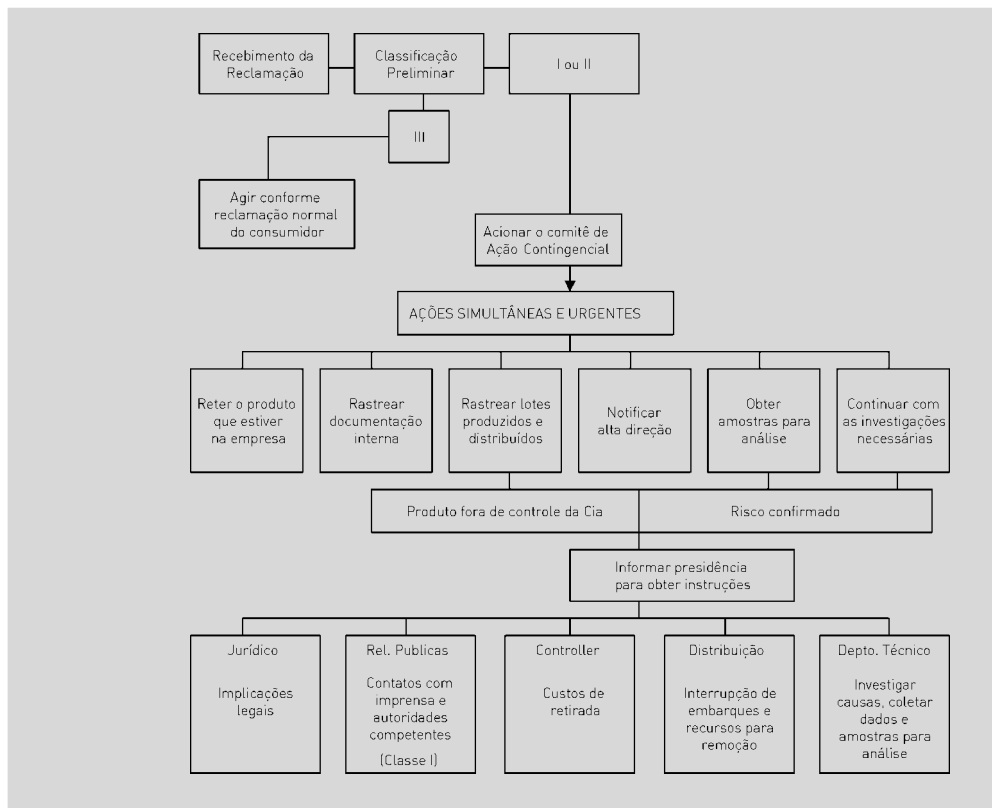 Recebimento da
Reclamação
Classificação
Preliminar
I ou II
III
Agir conforme
reclamação normal
do consumidor
Acionar o comitê de
Ação Contingencial
AÇÕES SIMULTÂNEAS E URGENTES
Reter o produto
que estiver
na empresa
Rastrear
documentação
interna
Rastrear lotes
produzidos e
distribuídos
Notificar
alta direção
Obter
amostras para
análise
Continuar com
as investigações
necessárias
Produto fora de controle da Cia
Risco confirmado
Informar presidência
para obter instruções
Jurídico
Implicações
legais
Rel. Publicas
Contatos com
imprensa e
autoridades
competentes
(Classe I)
Controller
Custos de
retirada
Distribuição
Interrupção de
embarques e
recursos para
remoção
Depto. Técnico
Investigar
causas, coletar
dados e
amostras para
análise